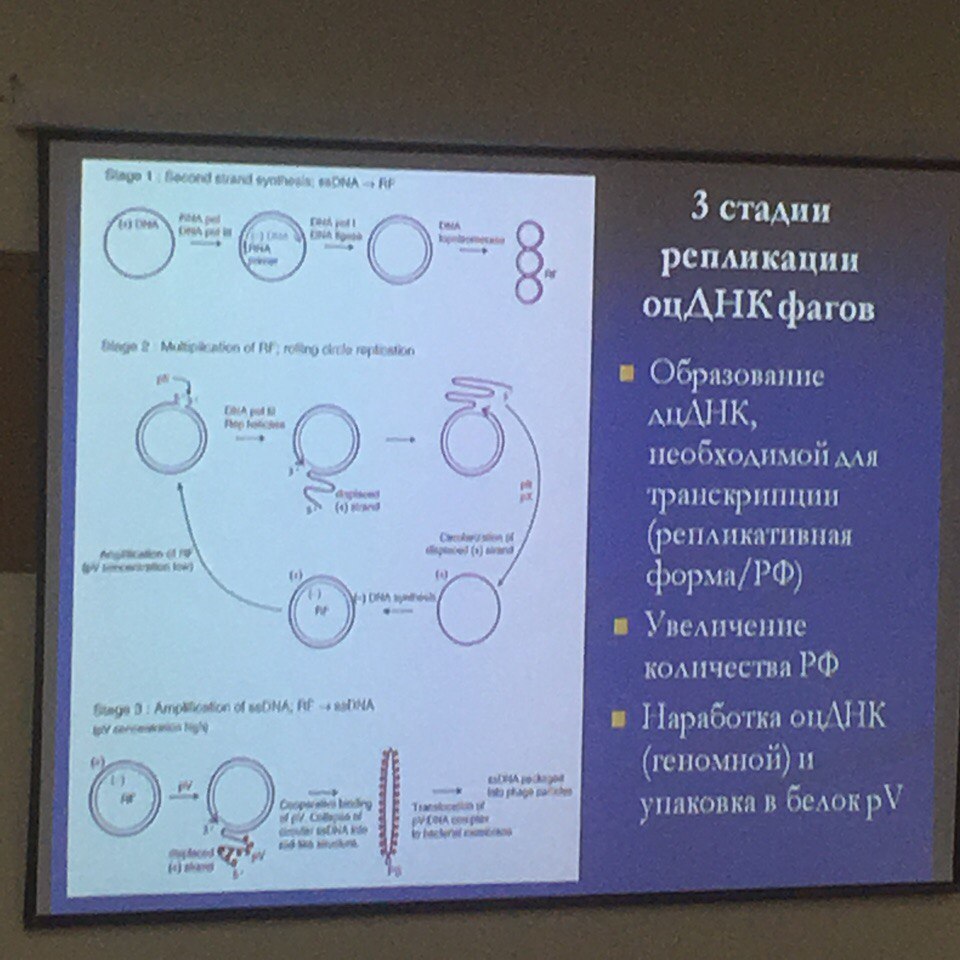 Stage 1 : Second strand synthesis; ssDNA → RF
(+) DNA
RNA pol
DNA pol III
RNA
primer
DNA pol I
DNA ligase
DNA
topoisomerase
RF
Stage 2 : Multiplication of RF; rolling circle replication
pII
5'
3'
DNA pol III
Rep helicase
3'
5'
displaced
(+) strand
5'
pII
pX
Circularization of
displaced (+) strand
(+)
(–) DNA synthesis
(+)
(–)
RF
Amplification of RF
(pV concentration low)
Stage 3 : Amplification of ssDNA; RF → ssDNA
(pV concentration high)
(+)
(–)
RF
pV
3'
displaced
(+) strand
pV
5'
Cooperative binding
of pV. Collapse of
circular ssDNA into
rod-like structure.
PS
Translocation of
pV-DNA complex
to bacterial membrane
ssDNA packaged
into phage particles
3 стадии
репликации
оцДНК фагов
Образование
дцДНК,
необходимой для
транскрипции
(репликативная
форма/РФ)
Увеличение
количества РФ
Наработка оцДНК
(геномной) и
упаковка в белок pV